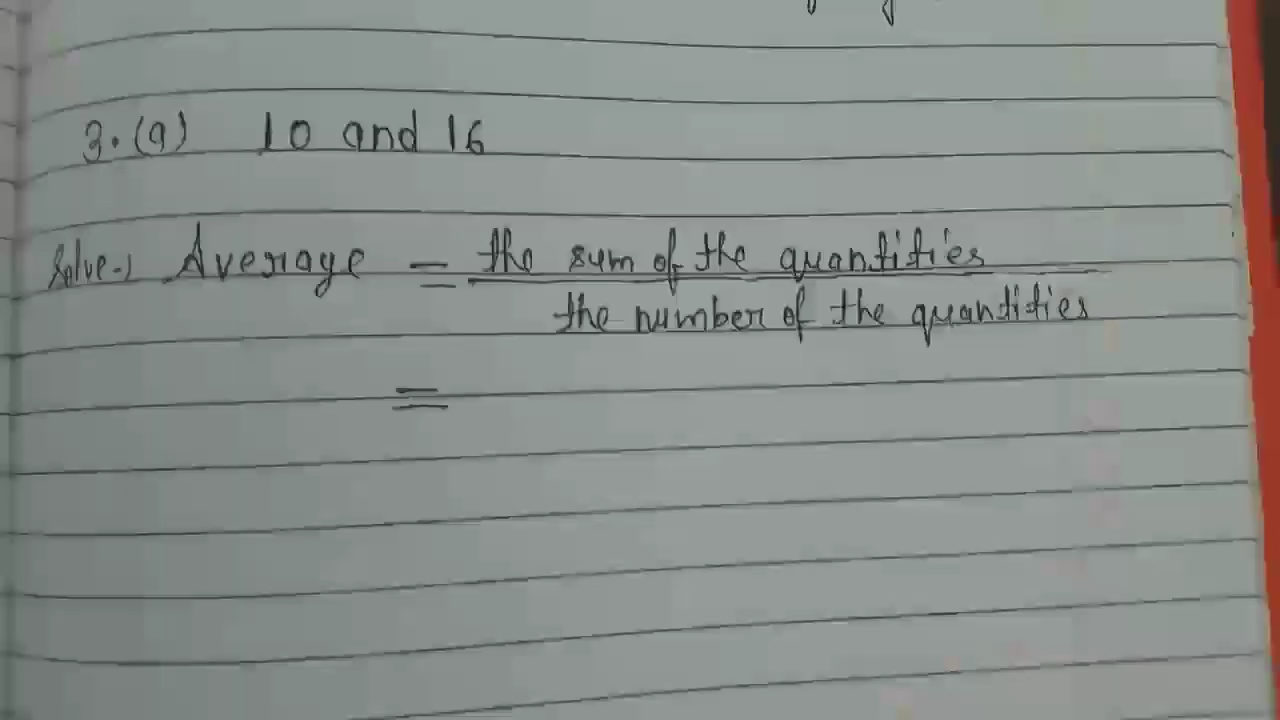 3. (a) 10 and 16
Solve→ Average = the sum of the quantities
the number of the quantities
=